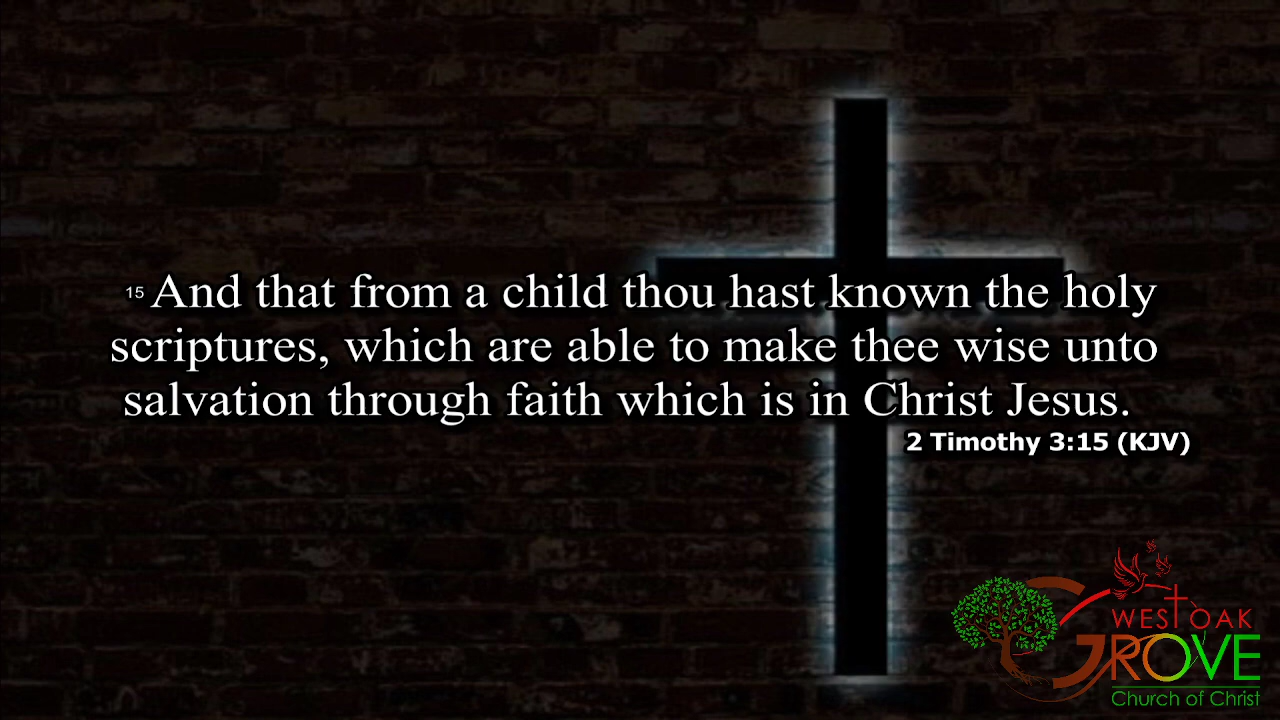 15 And that from a child thou hast known the holy
scriptures, which are able to make thee wise unto
salvation through faith which is in Christ Jesus.
2 Timothy 3:15 (KJV)
WEST OAK
GROVE
Church of Christ